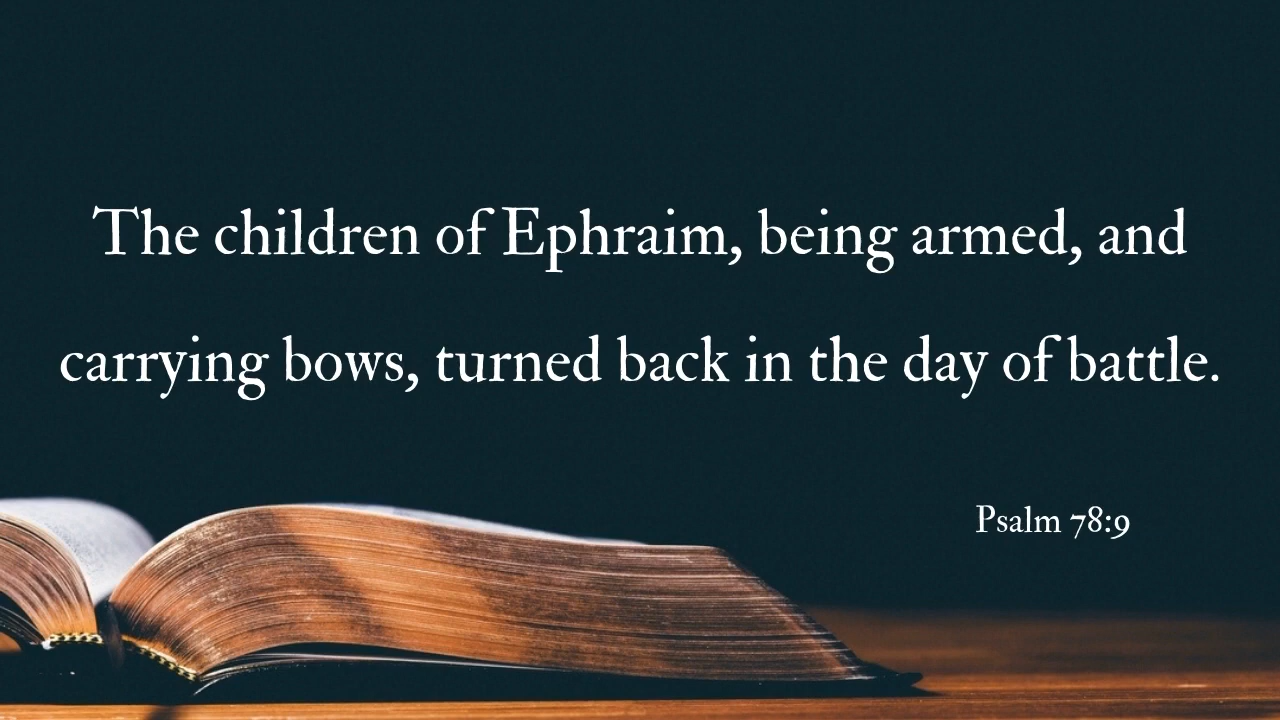 The children of Ephraim, being armed, and
carrying bows, turned back in the day of battle.
Psalm 78:9